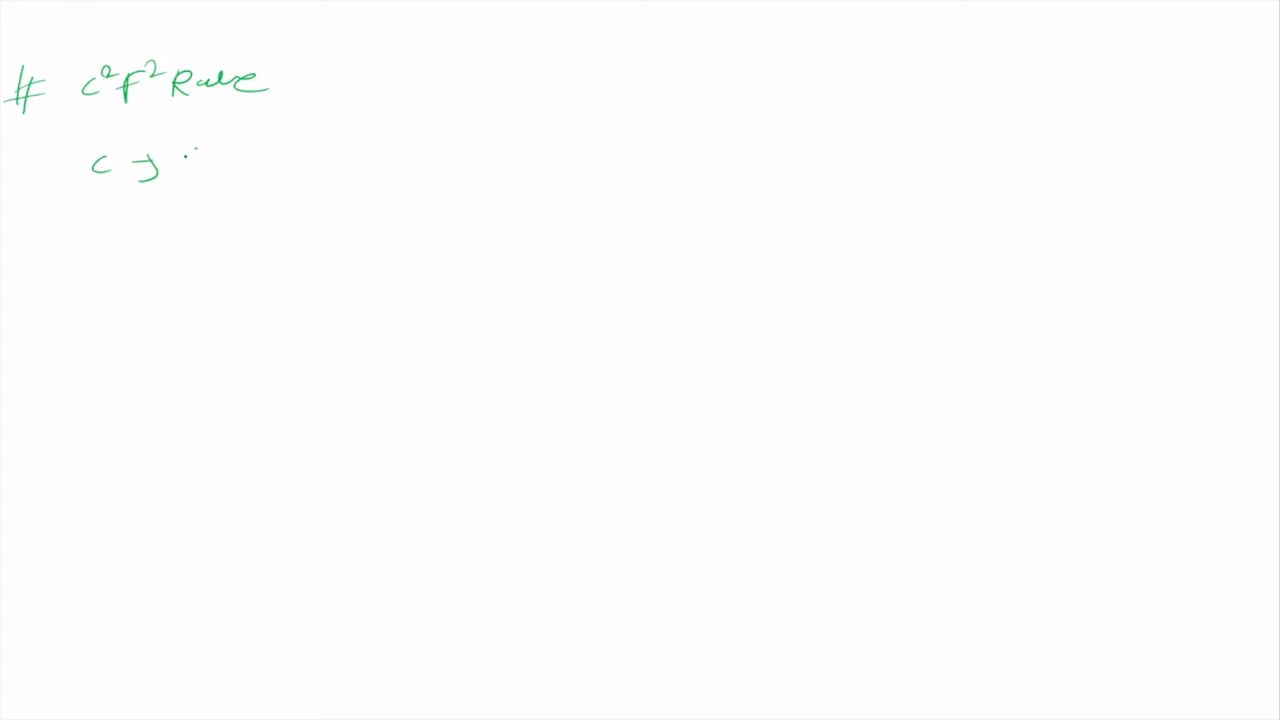 # C²F² Rule
C →